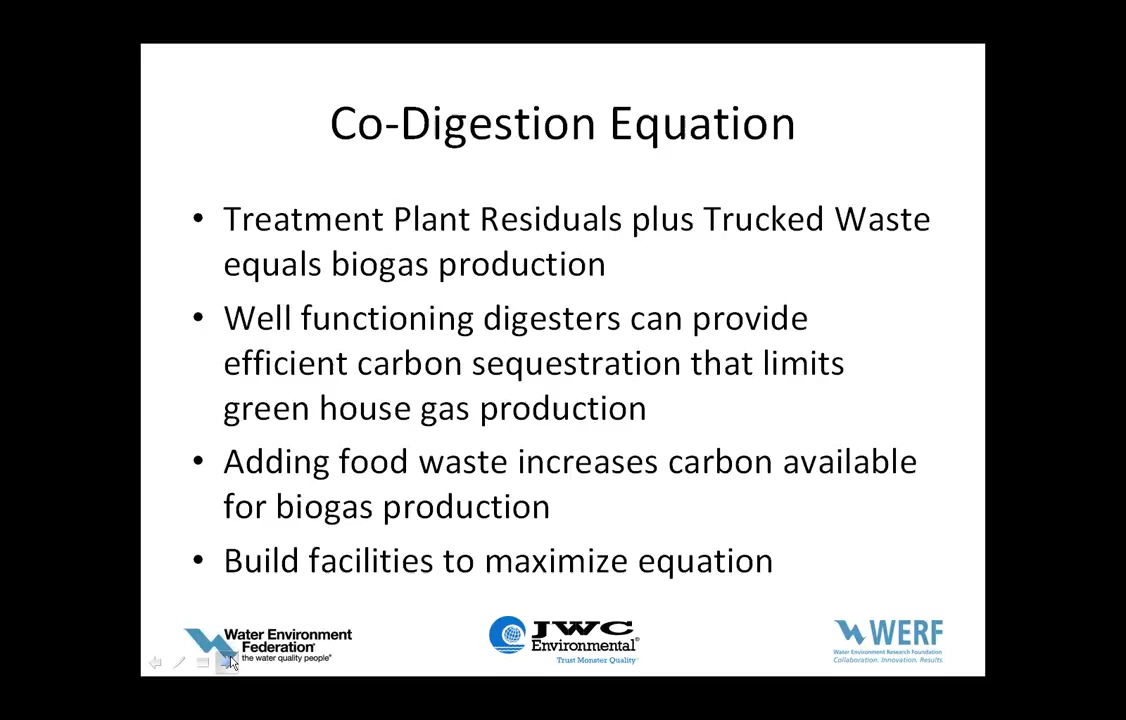 Co-Digestion Equation
• Treatment Plant Residuals plus Trucked Waste
equals biogas production
• Well functioning digesters can provide
efficient carbon sequestration that limits
green house gas production
• Adding food waste increases carbon available
for biogas production
• Build facilities to maximize equation
Water Environment
Federation®
the water quality people®
JWC
Environmental®
Trust Monster Quality™
WERF
Water Environment Research Foundation
Collaboration. Innovation. Results.